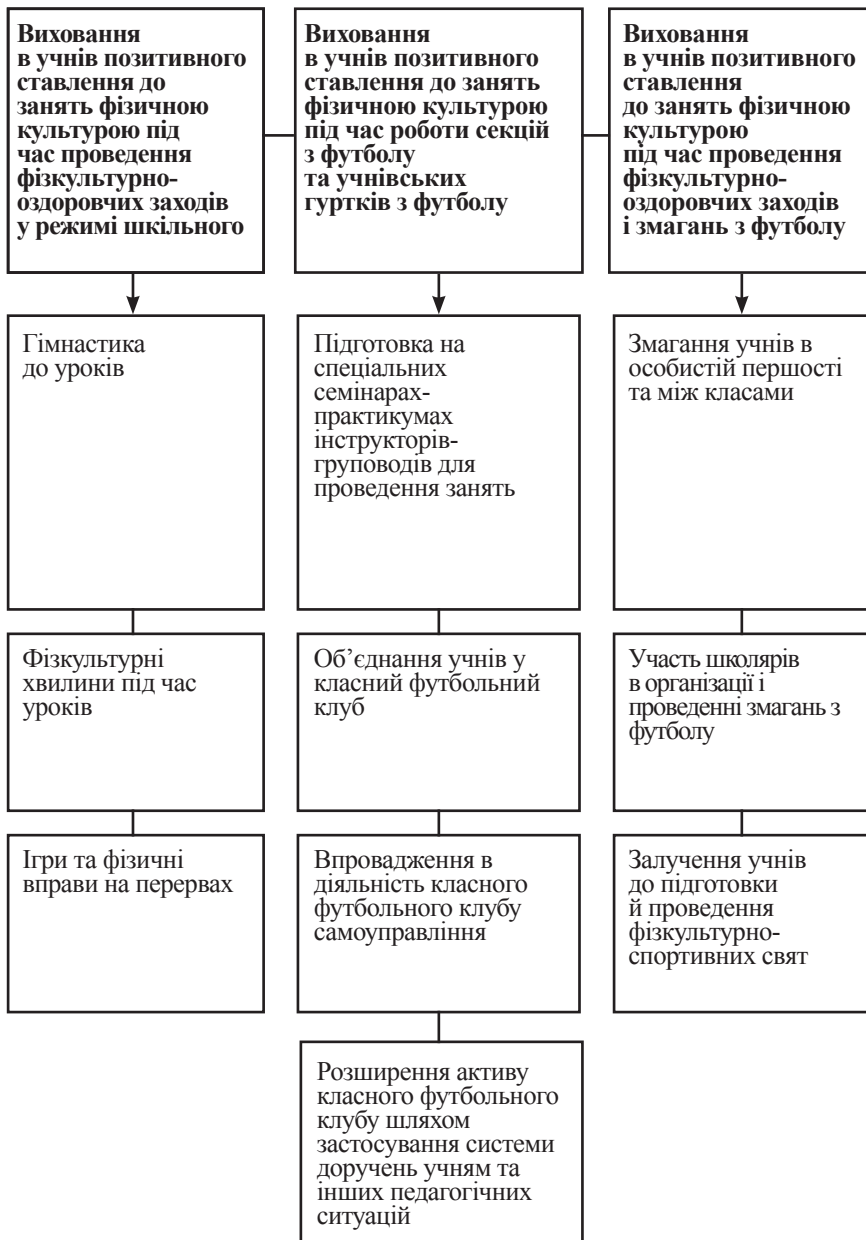 Виховання
в учнів позитивного
ставлення до
занять фізичною
культурою під
час проведення
фізкультурно-
оздоровчих заходів
у режимі шкільного
Виховання
в учнів позитивного
ставлення до занять
фізичною культурою
під час роботи секцій
з футболу
та учнівських
гуртків з футболу
Виховання
в учнів позитивного
ставлення
до занять фізичною
культурою
під час проведення
фізкультурно-
оздоровчих заходів
і змагань з футболу
Гімнастика
до уроків
Підготовка на
спеціальних
семінарах-
практикумах
інструкторів-
груповодів для
проведення занять
Змагання учнів в
особистій першості
та між класами
Фізкультурні
хвилини під час
уроків
Об’єднання учнів у
класний футбольний
клуб
Участь школярів
в організації і
проведенні змагань з
футболу
Ігри та фізичні
вправи на перервах
Впровадження в
діяльність класного
футбольного клубу
самоуправління
Залучення учнів
до підготовки
й проведення
фізкультурно-
спортивних свят
Розширення активу
класного футбольного
клубу шляхом
застосування системи
доручень учням та
інших педагогічних
ситуацій